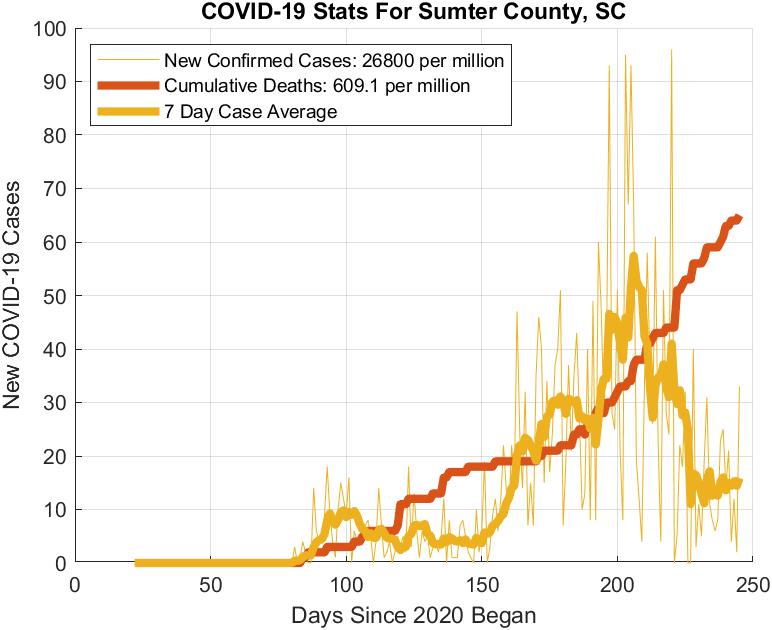 COVID-19 Stats For Sumter County, SC
New Confirmed Cases: 26800 per million
Cumulative Deaths: 609.1 per million
7 Day Case Average
New COVID-19 Cases
100
90
80
70
60
50
40
30
20
10
0
0 50 100 150 200 250
Days Since 2020 Began